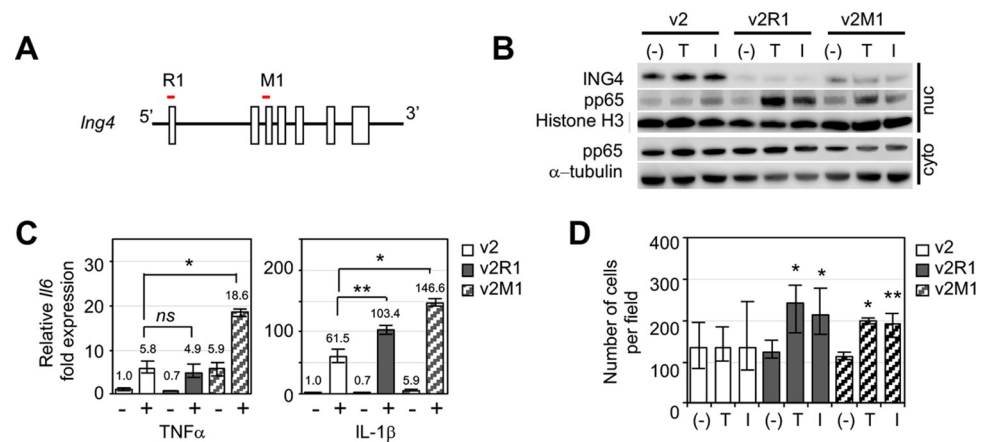 A
R1 M1
5’ 3’
Ing4
B
v2 v2R1 v2M1
(-) T I (-) T I (-) T I
ING4
pp65
Histone H3
nuc
pp65
α–tubulin
cyto
C
Relative Il6
fold expression
30
20
10
0
*
ns
1.0 5.8 0.7 4.9 5.9 18.6
- + - + - +
TNFα
200
100
0
*
**
1.0 61.5 0.7 103.4 5.9 146.6
- + - + - +
IL-1β
v2
v2R1
v2M1
D
Number of cells
per field
400
300
200
100
0
* * * **
(-) T I (-) T I (-) T I
v2
v2R1
v2M1